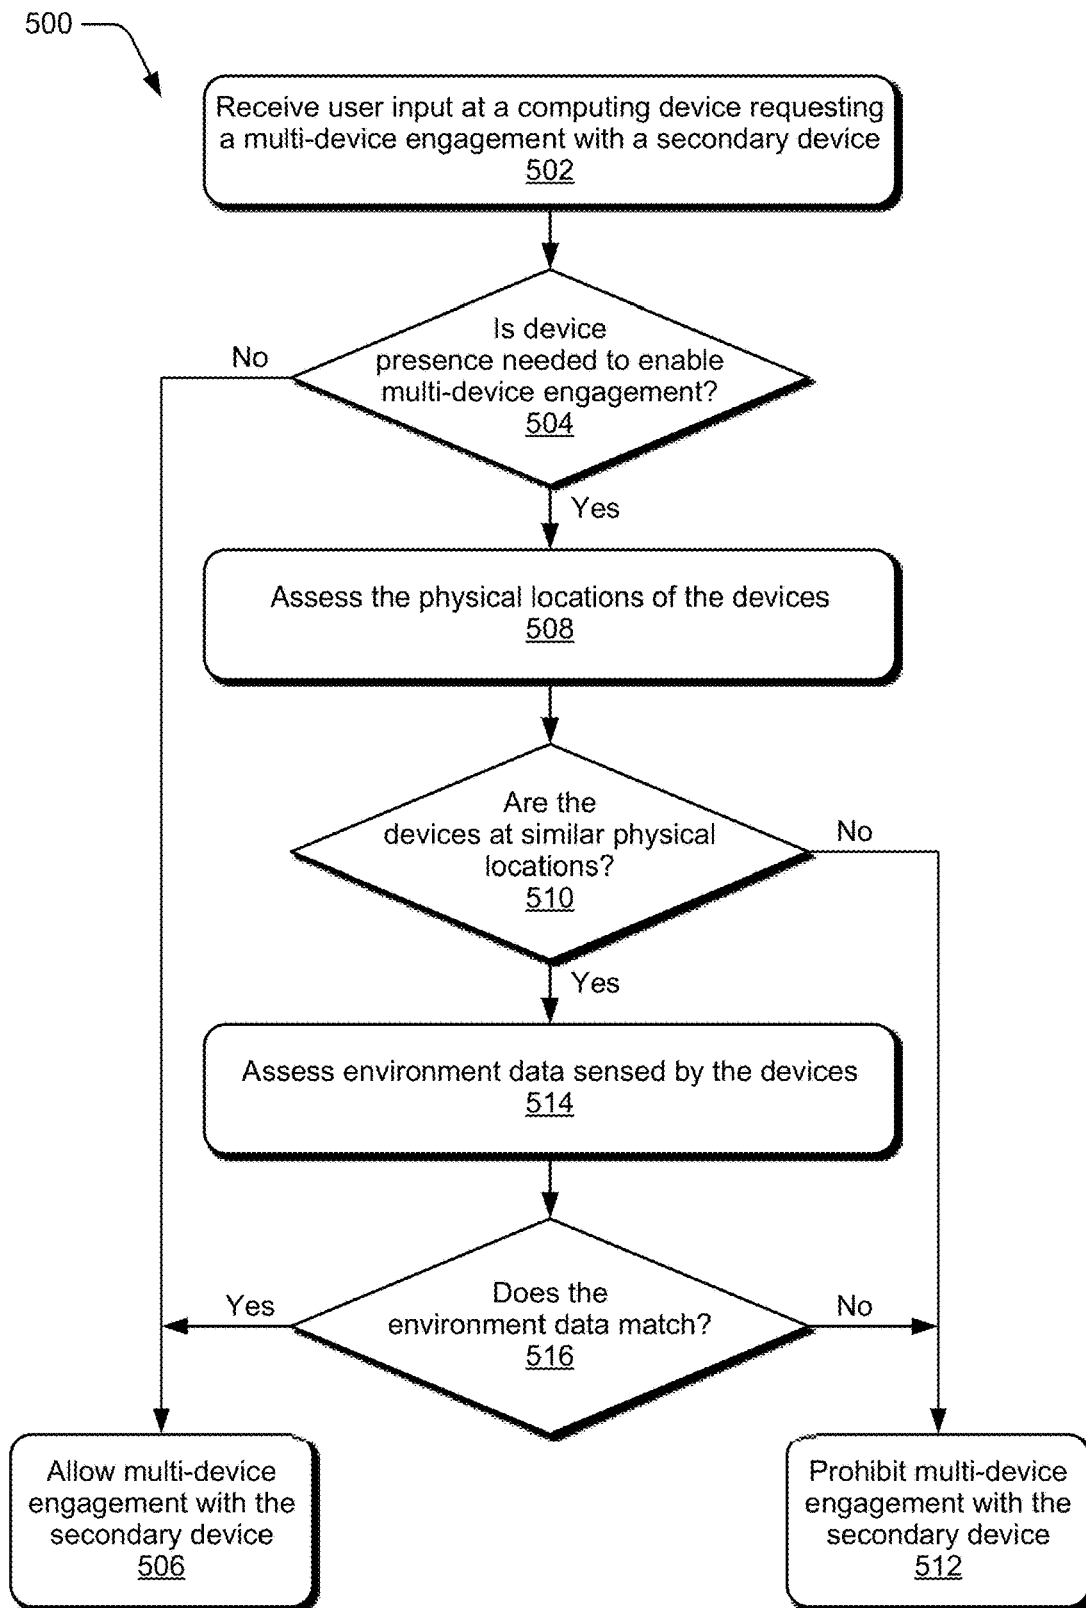 500
Receive user input at a computing device requesting
a multi-device engagement with a secondary device
502
Is device
presence needed to enable
multi-device engagement?
504
No
Yes
Assess the physical locations of the devices
508
Are the
devices at similar physical
locations?
510
No
Yes
Assess environment data sensed by the devices
514
Does the
environment data match?
516
Yes
No
Allow multi-device
engagement with the
secondary device
506
Prohibit multi-device
engagement with the
secondary device
512